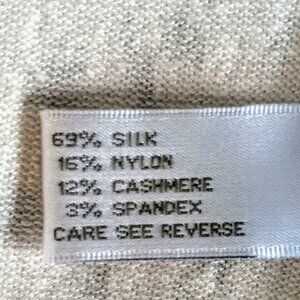 69% SILK
16% NYLON
12% CASHMERE
3% SPANDEX
CARE SEE REVERSE